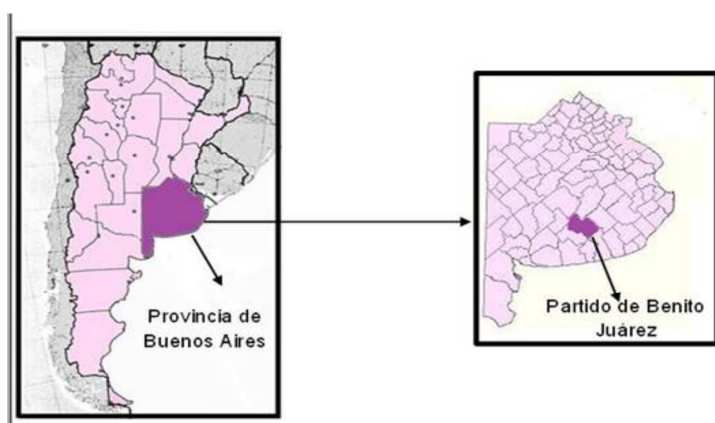 Provincia de
Buenos Aires
Partido de Benito
Juárez